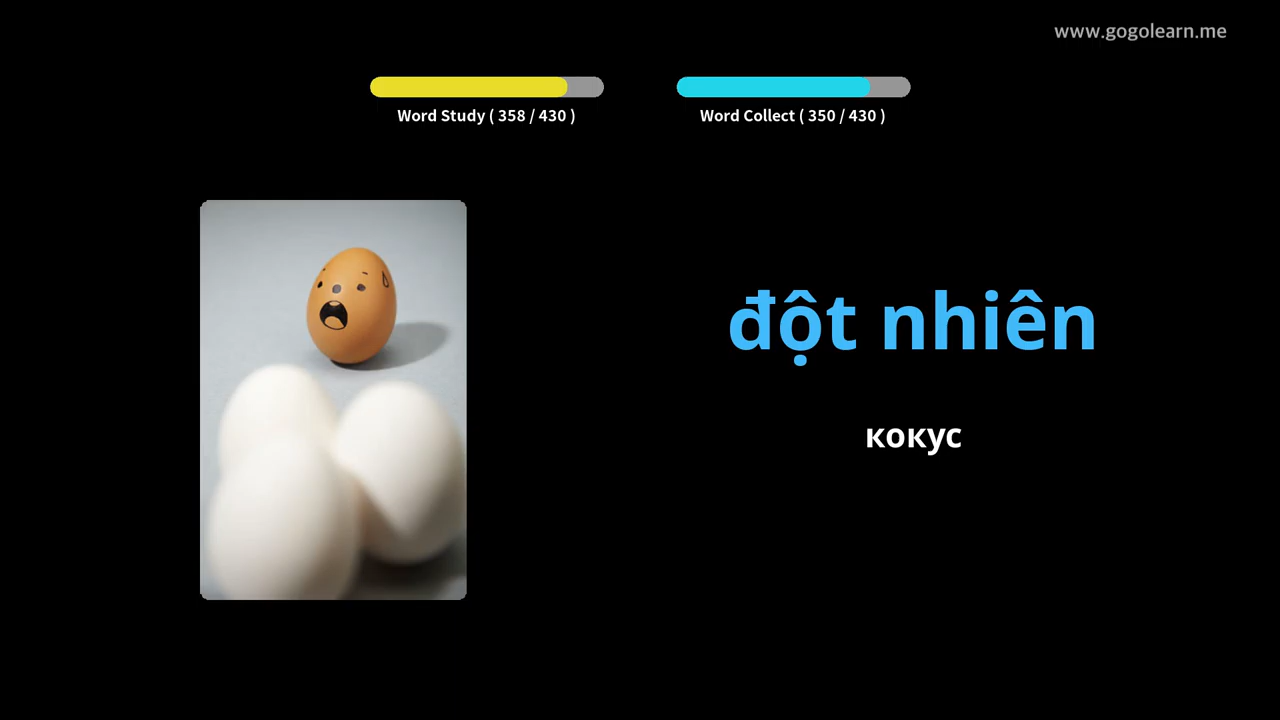 www.gogolearn.me
Word Study ( 358 / 430 )
Word Collect ( 350 / 430 )
đột nhiên
кокус